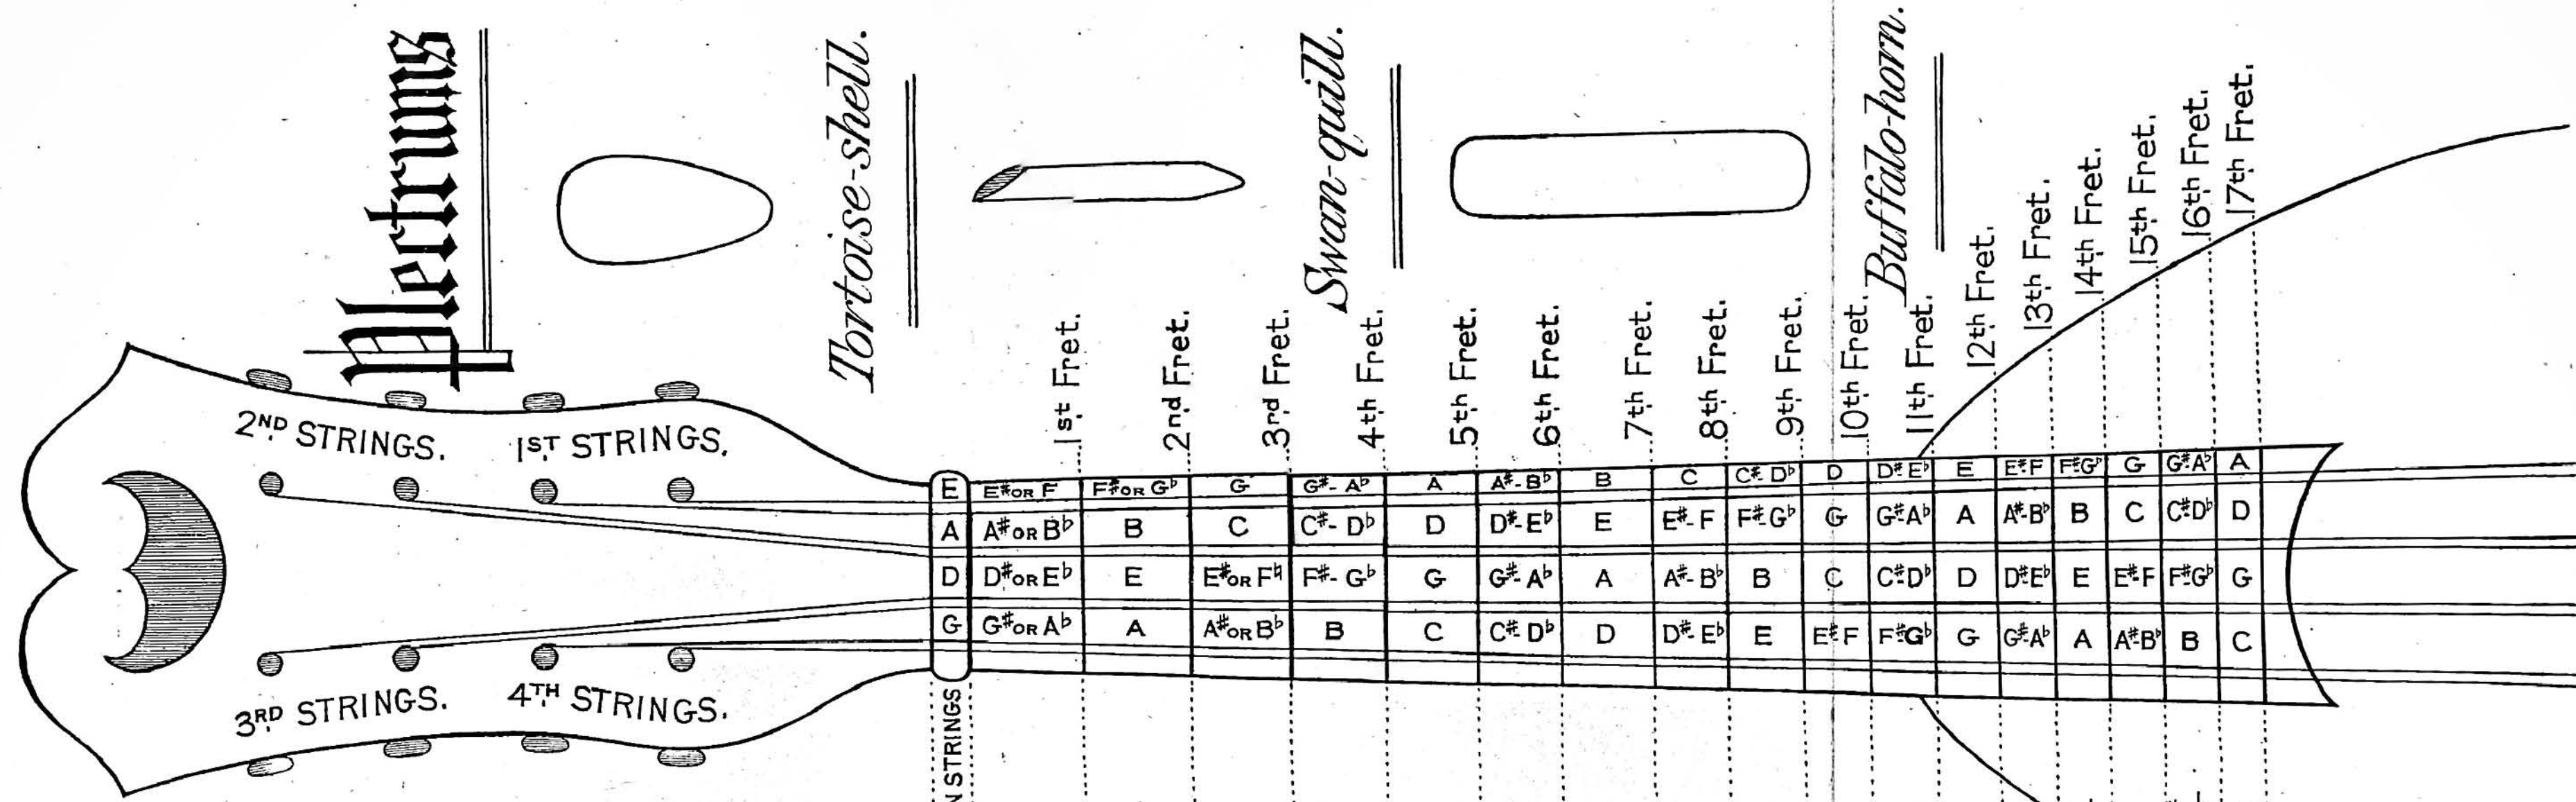 Plectrums
Tortoise-shell.
Swan-quill.
Buffalo-horn.
1st Fret.
2nd Fret.
3rd Fret.
4th Fret.
5th Fret.
6th Fret.
7th Fret.
8th Fret.
9th Fret.
10th Fret.
11th Fret.
12th Fret.
13th Fret.
14th Fret.
15th Fret.
16th Fret.
17th Fret.
2ND STRINGS. 1ST STRINGS.
E E# OR F F# OR G♭ G G#-A♭ A A#-B♭ B C C#-D♭ D D#-E♭ E E#-F F#-G♭ G G#-A♭ A
A A# OR B♭ B C C#-D♭ D D#-E♭ E E#-F F#-G♭ G G#-A♭ A A#-B♭ B C C#-D♭ D
D D# OR E♭ E E# OR F♮ F#-G♭ G G#-A♭ A A#-B♭ B C C#-D♭ D D#-E♭ E E#-F F#-G♭ G
G G# OR A♭ A A# OR B♭ B C C#-D♭ D D#-E♭ E E#-F F#-G♭ G G#-A♭ A A#-B♭ B C
3RD STRINGS. 4TH STRINGS.
STRINGS